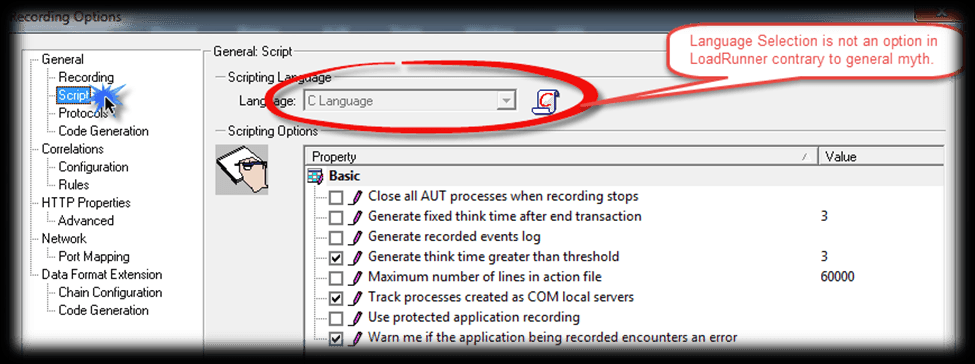 Recording Options
General
Recording
Script
Protocols
Code Generation
Correlations
Configuration
Rules
HTTP Properties
Advanced
Network
Port Mapping
Data Format Extension
Chain Configuration
Code Generation
General: Script
Scripting Language
Language: C Language
C
Language Selection is not an option in
LoadRunner contrary to general myth.
Scripting Options
Property Value
Basic
Close all AUT processes when recording stops
Generate fixed think time after end transaction 3
Generate recorded events log
Generate think time greater than threshold 3
Maximum number of lines in action file 60000
Track processes created as COM local servers
Use protected application recording
Warn me if the application being recorded encounters an error